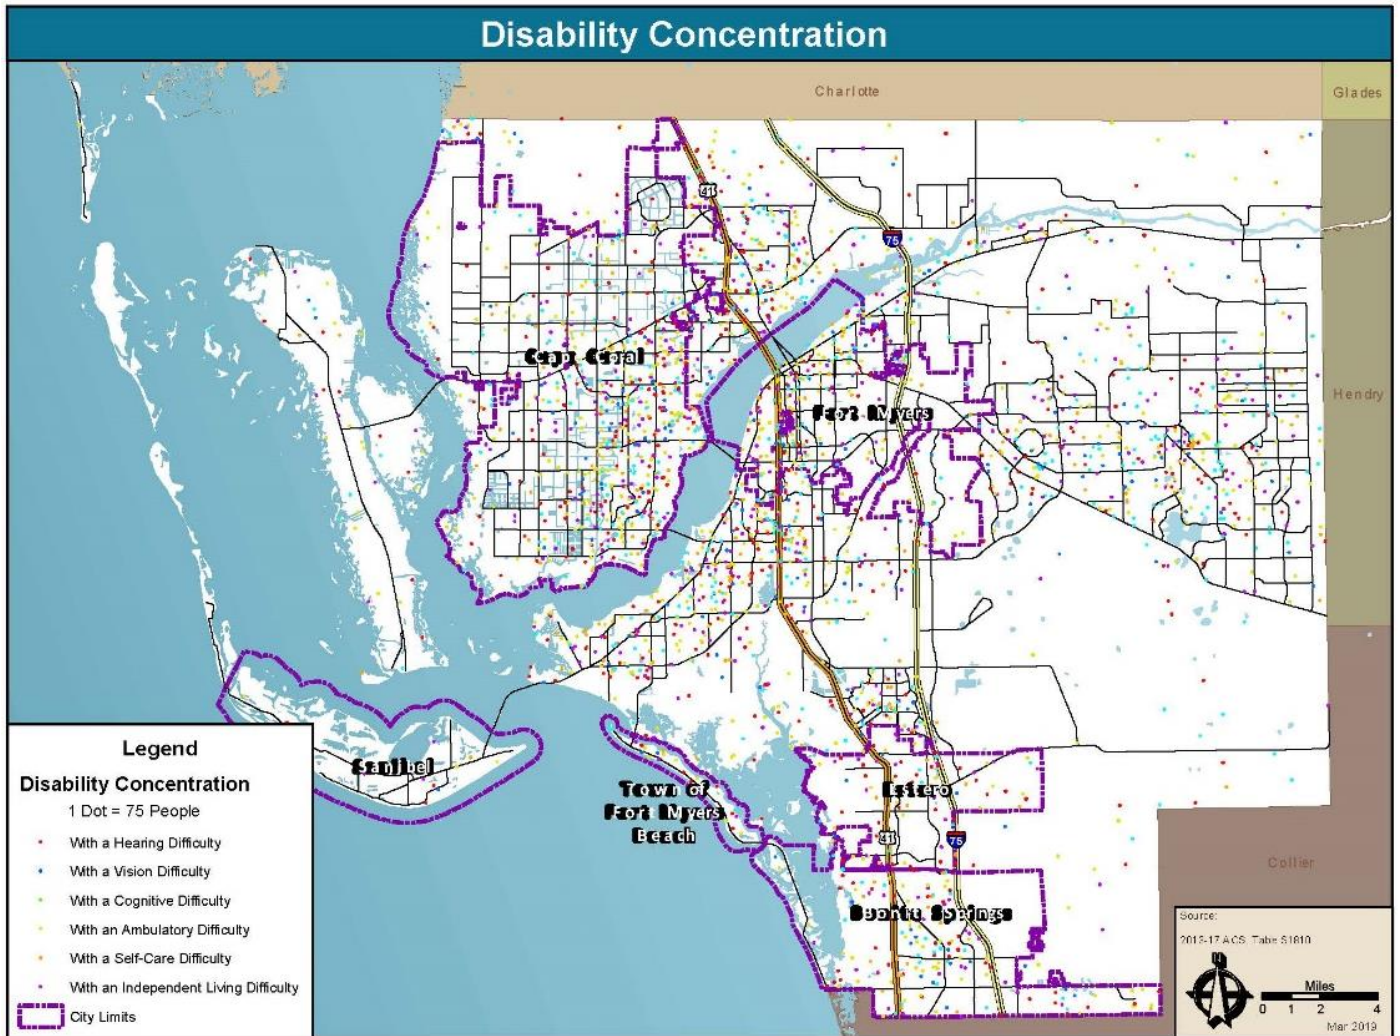 Disability Concentration
Charlotte
Glades
41
75
Hendry
Cape Coral
Fort Myers
Sanibel
Town of
Fort Myers
Beach
Estero
41
75
Collier
Bonita Springs
Legend
Disability Concentration
1 Dot = 75 People
With a Hearing Difficulty
With a Vision Difficulty
With a Cognitive Difficulty
With an Ambulatory Difficulty
With a Self-Care Difficulty
With an Independent Living Difficulty
City Limits
Source:
2013-17 ACS, Table S1810
N
Miles
0 1 2 4
Mar 2019